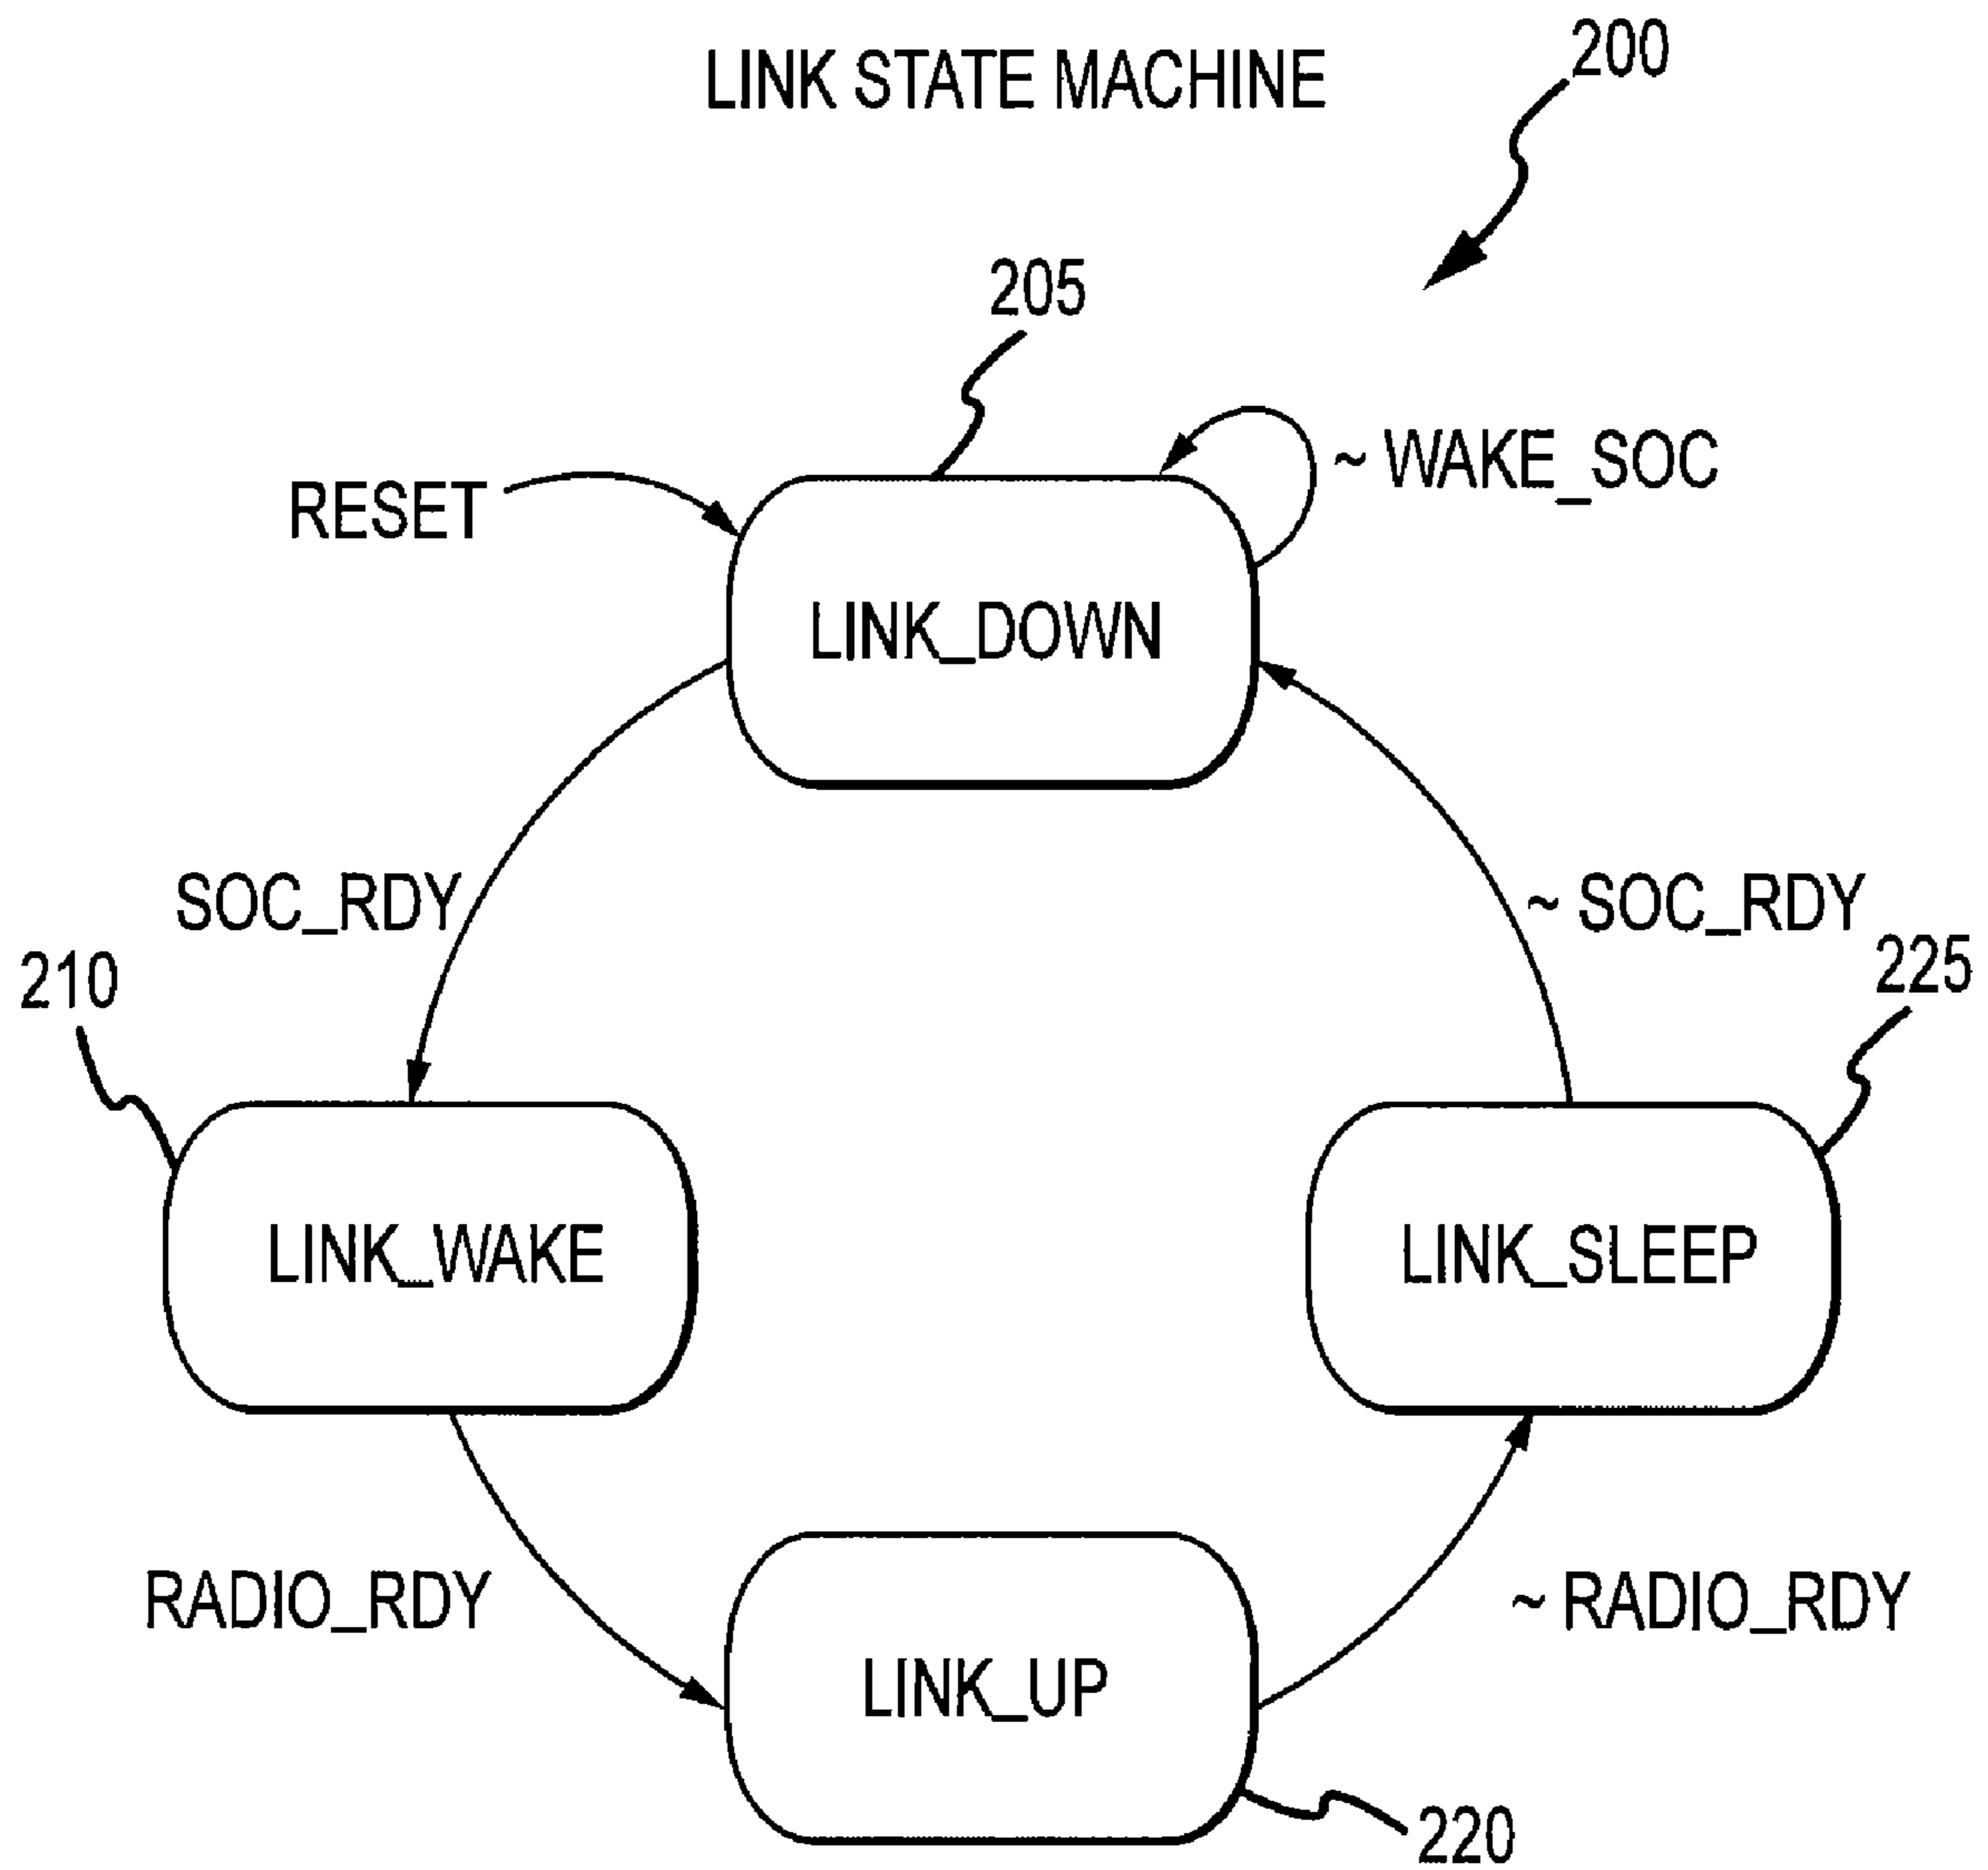 200
LINK STATE MACHINE
205
~ WAKE_SOC
RESET
LINK_DOWN
SOC_RDY
~ SOC_RDY
210
225
LINK_WAKE
LINK_SLEEP
RADIO_RDY
~ RADIO_RDY
LINK_UP
220